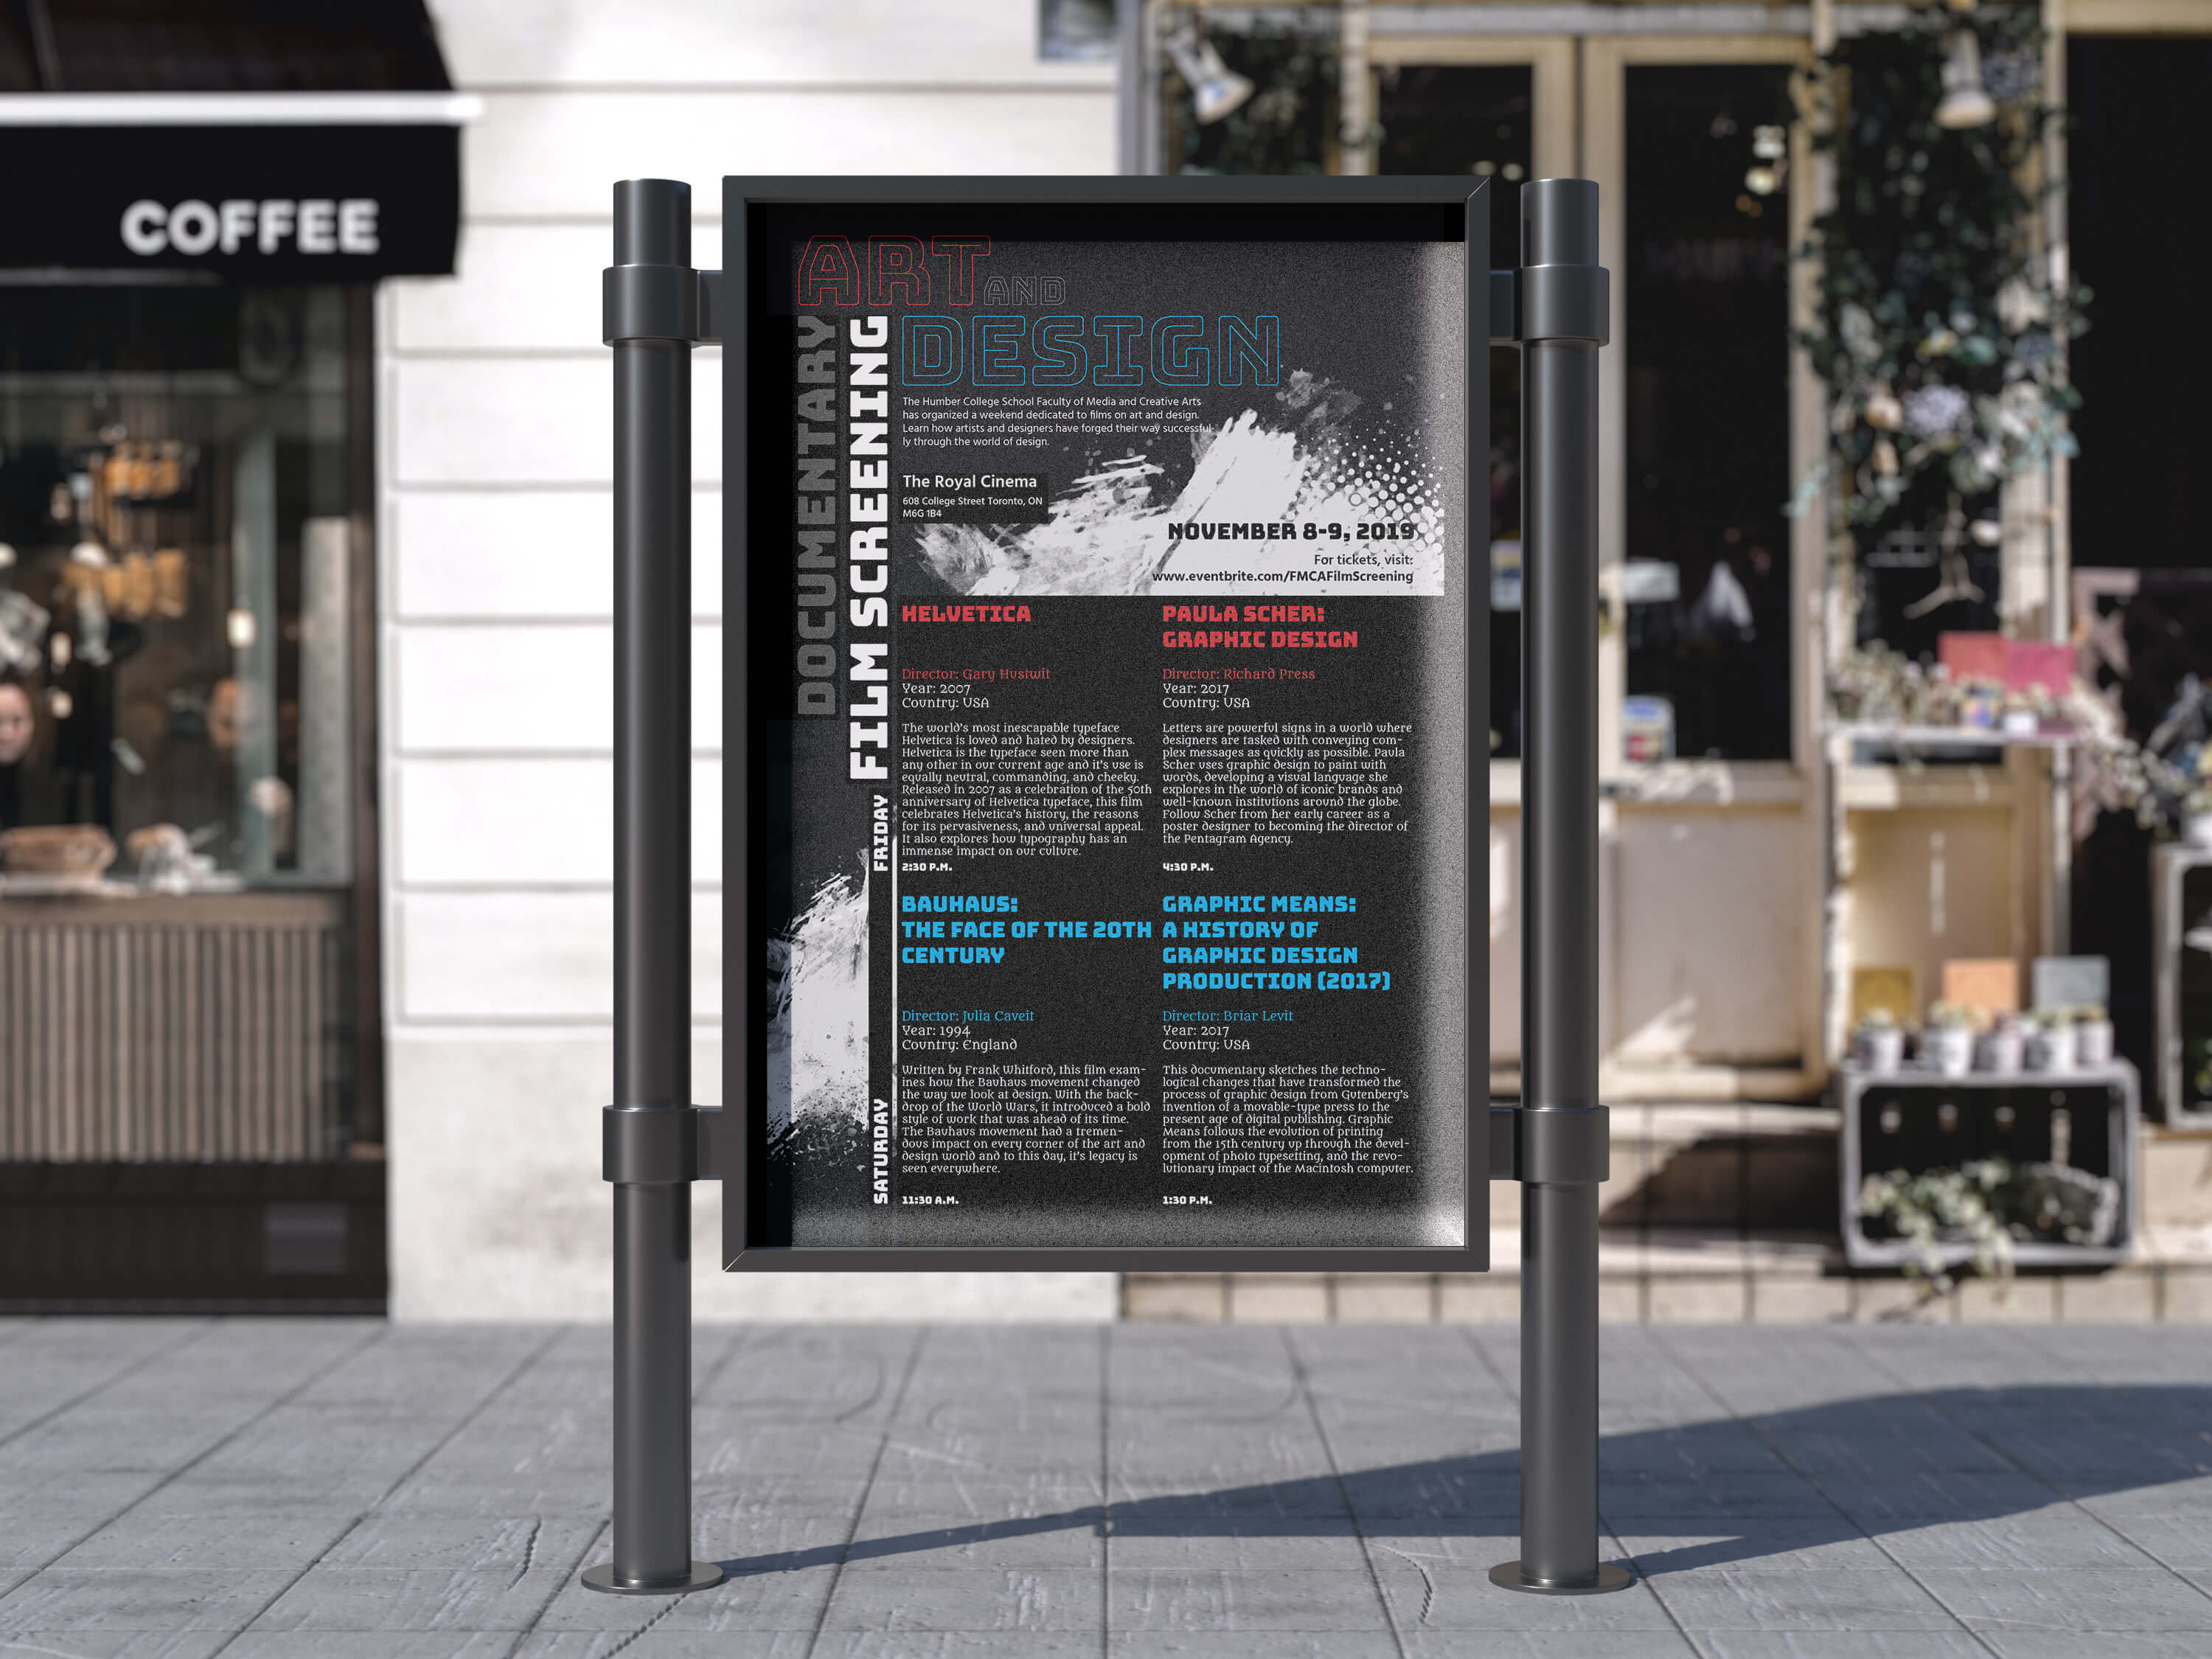 COFFEE
ART
AND
DESIGN
DOCUMENTARY
FILM SCREENING
The Humber College School Faculty of Media and Creative Arts
has organized a weekend dedicated to films on art and design.
Learn how artists and designers have forged their way successful-
ly through the world of design.
The Royal Cinema
608 College Street Toronto, ON
M6G 1B4
NOVEMBER 8-9, 2019
For tickets, visit:
www.eventbrite.com/FMCAFilmScreening
FRIDAY
HELVETICA
Director: Gary Hustwit
Year: 2007
Country: USA
The world's most inescapable typeface
Helvetica is loved and hated by designers.
Helvetica is the typeface seen more than
any other in our current age and it's use is
equally neutral, commanding, and cheeky.
Released in 2007 as a celebration of the 50th
anniversary of Helvetica typeface, this film
celebrates Helvetica's history, the reasons
for its pervasiveness, and universal appeal.
It also explores how typography has an
immense impact on our culture.
2:30 P.M.
PAULA SCHER:
GRAPHIC DESIGN
Director: Richard Press
Year: 2017
Country: USA
Letters are powerful signs in a world where
designers are tasked with conveying com-
plex messages as quickly as possible. Paula
Scher uses graphic design to paint with
words, developing a visual language she
explores in the world of iconic brands and
well-known institutions around the globe.
Follow Scher from her early career as a
poster designer to becoming the director of
the Pentagram Agency.
4:30 P.M.
SATURDAY
BAUHAUS:
THE FACE OF THE 20TH
CENTURY
Director: Julia Caveit
Year: 1994
Country: England
Written by Frank Whitford, this film exam-
ines how the Bauhaus movement changed
the way we look at design. With the back-
drop of the World Wars, it introduced a bold
style of work that was ahead of its time.
The Bauhaus movement had a tremen-
dous impact on every corner of the art and
design world and to this day, it's legacy is
seen everywhere.
11:30 A.M.
GRAPHIC MEANS:
A HISTORY OF
GRAPHIC DESIGN
PRODUCTION (2017)
Director: Briar Levit
Year: 2017
Country: USA
This documentary sketches the techno-
logical changes that have transformed the
process of graphic design from Gutenberg's
invention of a movable-type press to the
present age of digital publishing. Graphic
Means follows the evolution of printing
from the 15th century up through the devel-
opment of photo typesetting, and the revo-
lutionary impact of the Macintosh computer.
1:30 P.M.